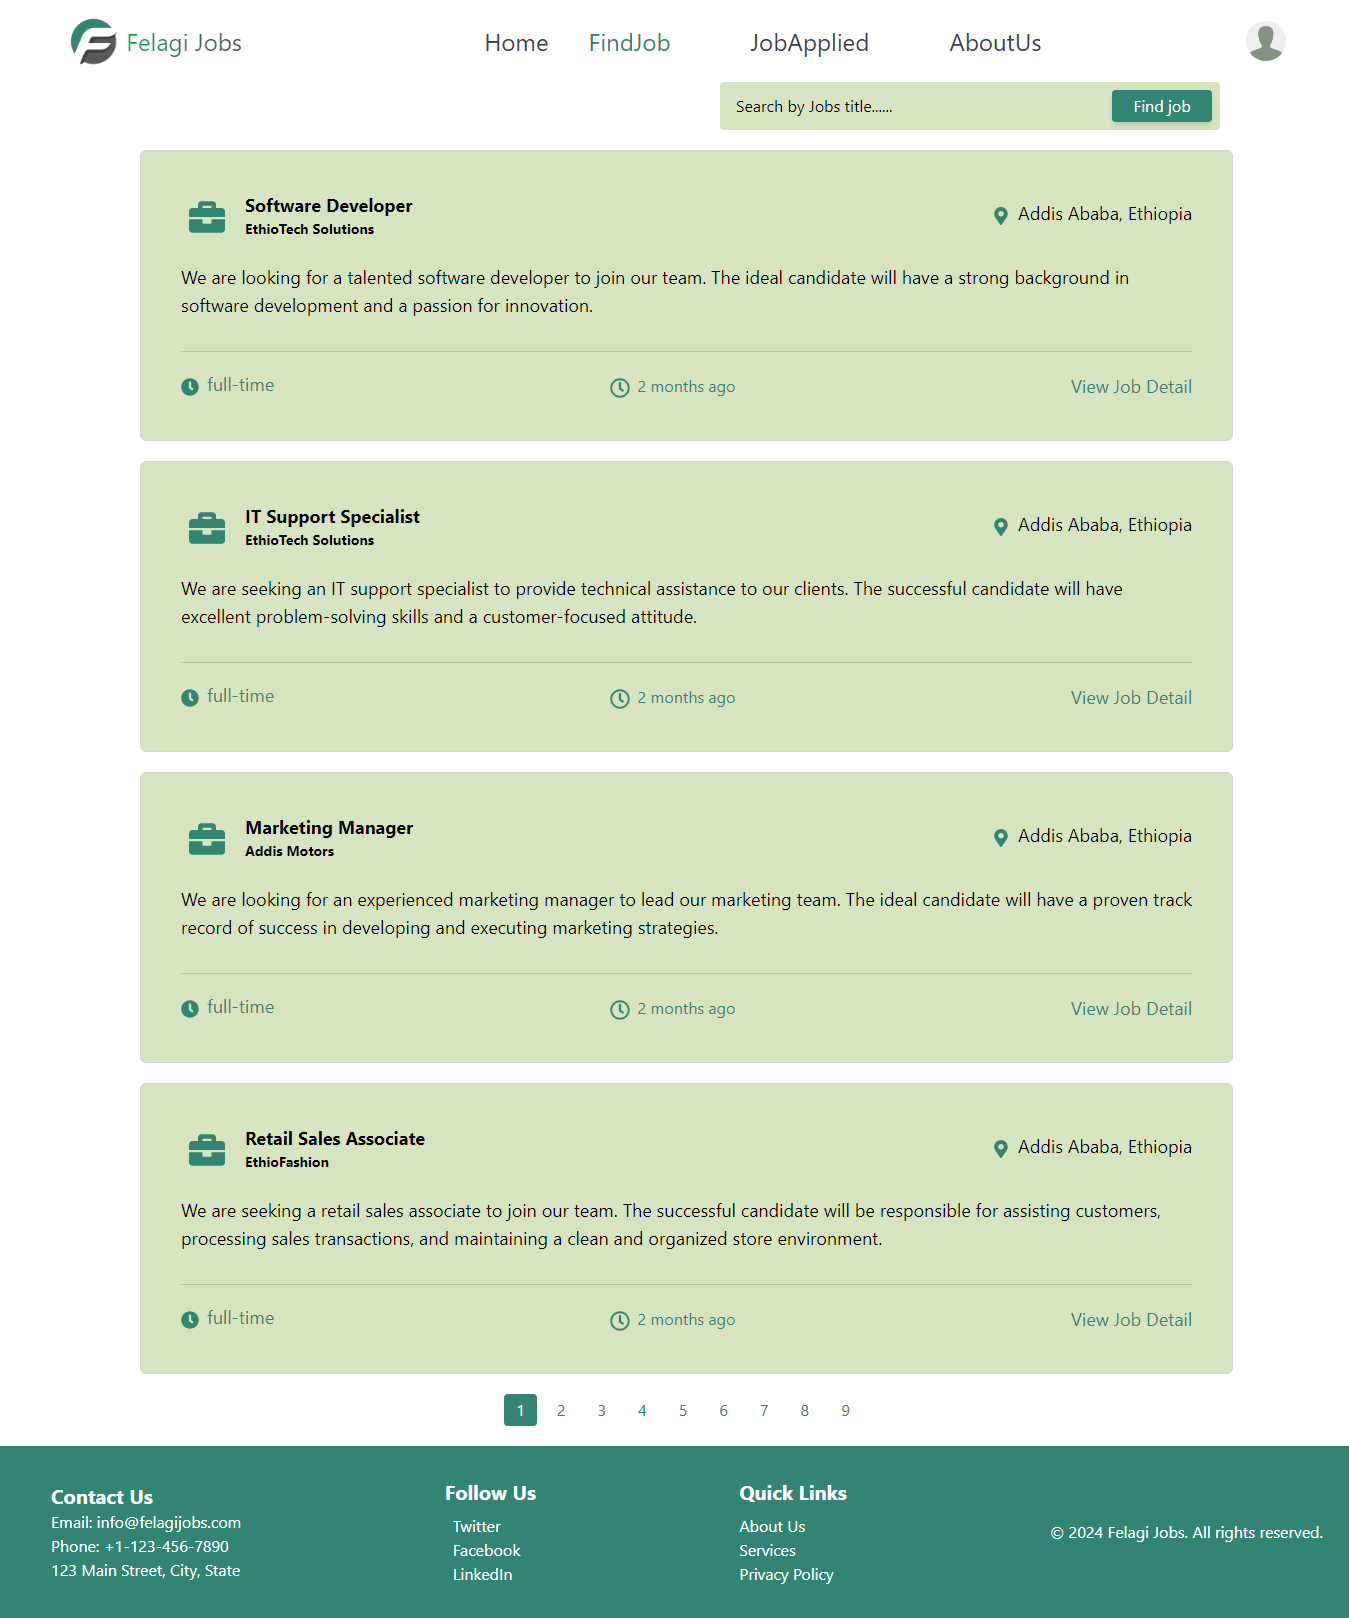 Felagi Jobs
Home FindJob JobApplied AboutUs
Search by Jobs title...... Find job
Software Developer
EthioTech Solutions
Addis Ababa, Ethiopia
We are looking for a talented software developer to join our team. The ideal candidate will have a strong background in
software development and a passion for innovation.
full-time 2 months ago View Job Detail
IT Support Specialist
EthioTech Solutions
Addis Ababa, Ethiopia
We are seeking an IT support specialist to provide technical assistance to our clients. The successful candidate will have
excellent problem-solving skills and a customer-focused attitude.
full-time 2 months ago View Job Detail
Marketing Manager
Addis Motors
Addis Ababa, Ethiopia
We are looking for an experienced marketing manager to lead our marketing team. The ideal candidate will have a proven track
record of success in developing and executing marketing strategies.
full-time 2 months ago View Job Detail
Retail Sales Associate
EthioFashion
Addis Ababa, Ethiopia
We are seeking a retail sales associate to join our team. The successful candidate will be responsible for assisting customers,
processing sales transactions, and maintaining a clean and organized store environment.
full-time 2 months ago View Job Detail
1 2 3 4 5 6 7 8 9
Contact Us
Email: info@felagijobs.com
Phone: +1-123-456-7890
123 Main Street, City, State
Follow Us
Twitter
Facebook
LinkedIn
Quick Links
About Us
Services
Privacy Policy
© 2024 Felagi Jobs. All rights reserved.